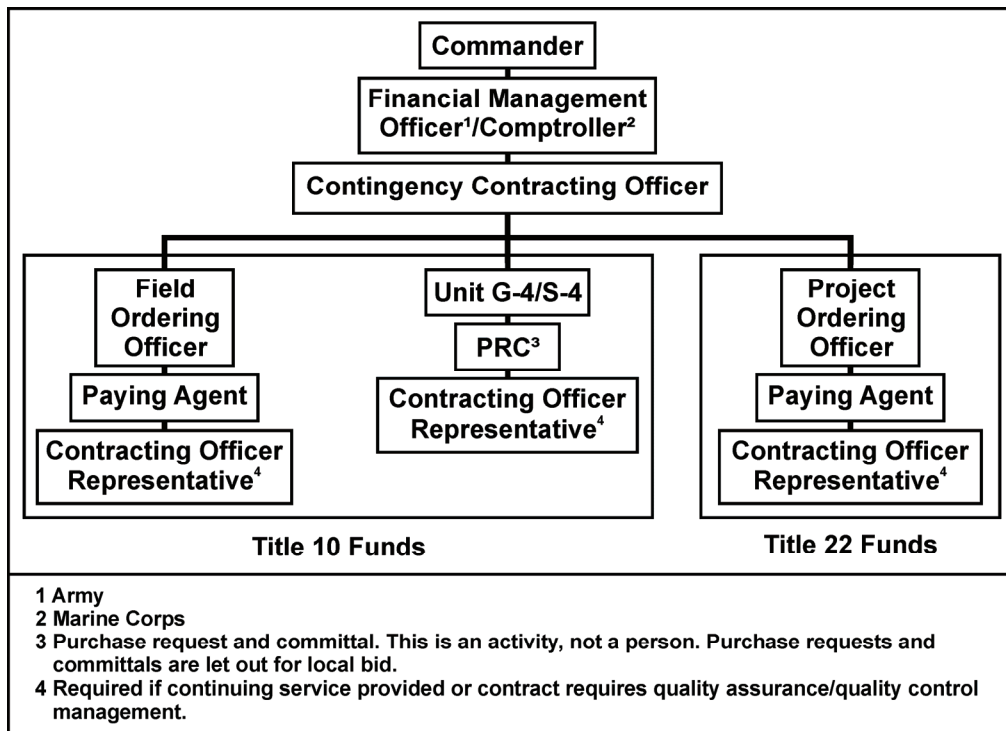 Commander
Financial Management
Officer¹/Comptroller²
Contingency Contracting Officer
Field
Ordering
Officer
Paying Agent
Contracting Officer
Representative⁴
Unit G-4/S-4
PRC³
Contracting Officer
Representative⁴
Title 10 Funds
Project
Ordering
Officer
Paying Agent
Contracting Officer
Representative⁴
Title 22 Funds
1 Army
2 Marine Corps
3 Purchase request and committal. This is an activity, not a person. Purchase requests and
committals are let out for local bid.
4 Required if continuing service provided or contract requires quality assurance/quality control
management.